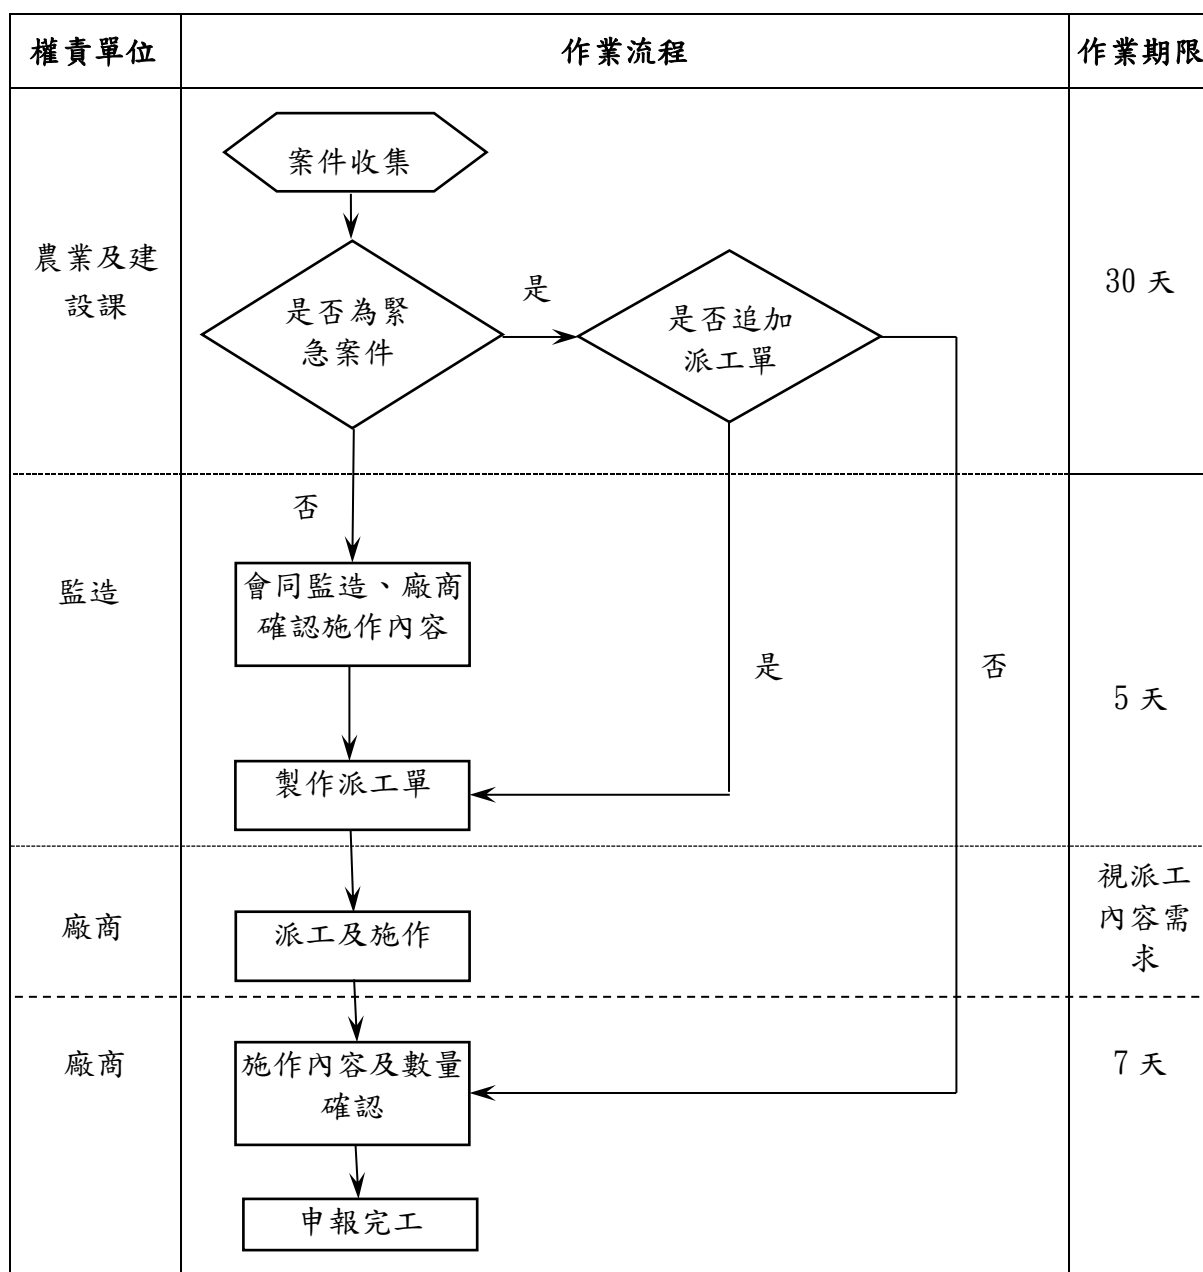 權責單位
作業流程
作業期限
案件收集
農業及建
設課
是否為緊
急案件
是
是否追加
派工單
30 天
否
監造
會同監造、廠商
確認施作內容
是
否
5 天
製作派工單
廠商
派工及施作
視派工
內容需
求
廠商
施作內容及數量
確認
7 天
申報完工